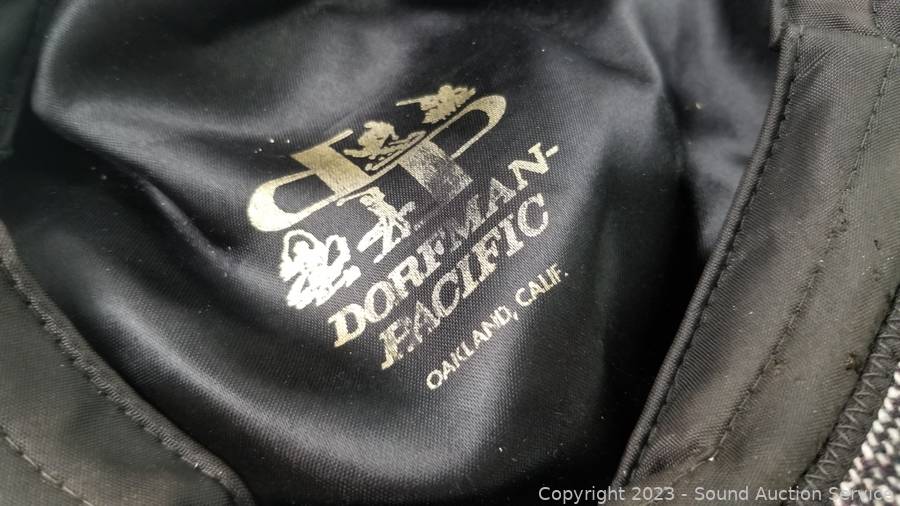 DORFMAN-
PACIFIC
OAKLAND, CALIF.
Copyright 2023 - Sound Auction Service